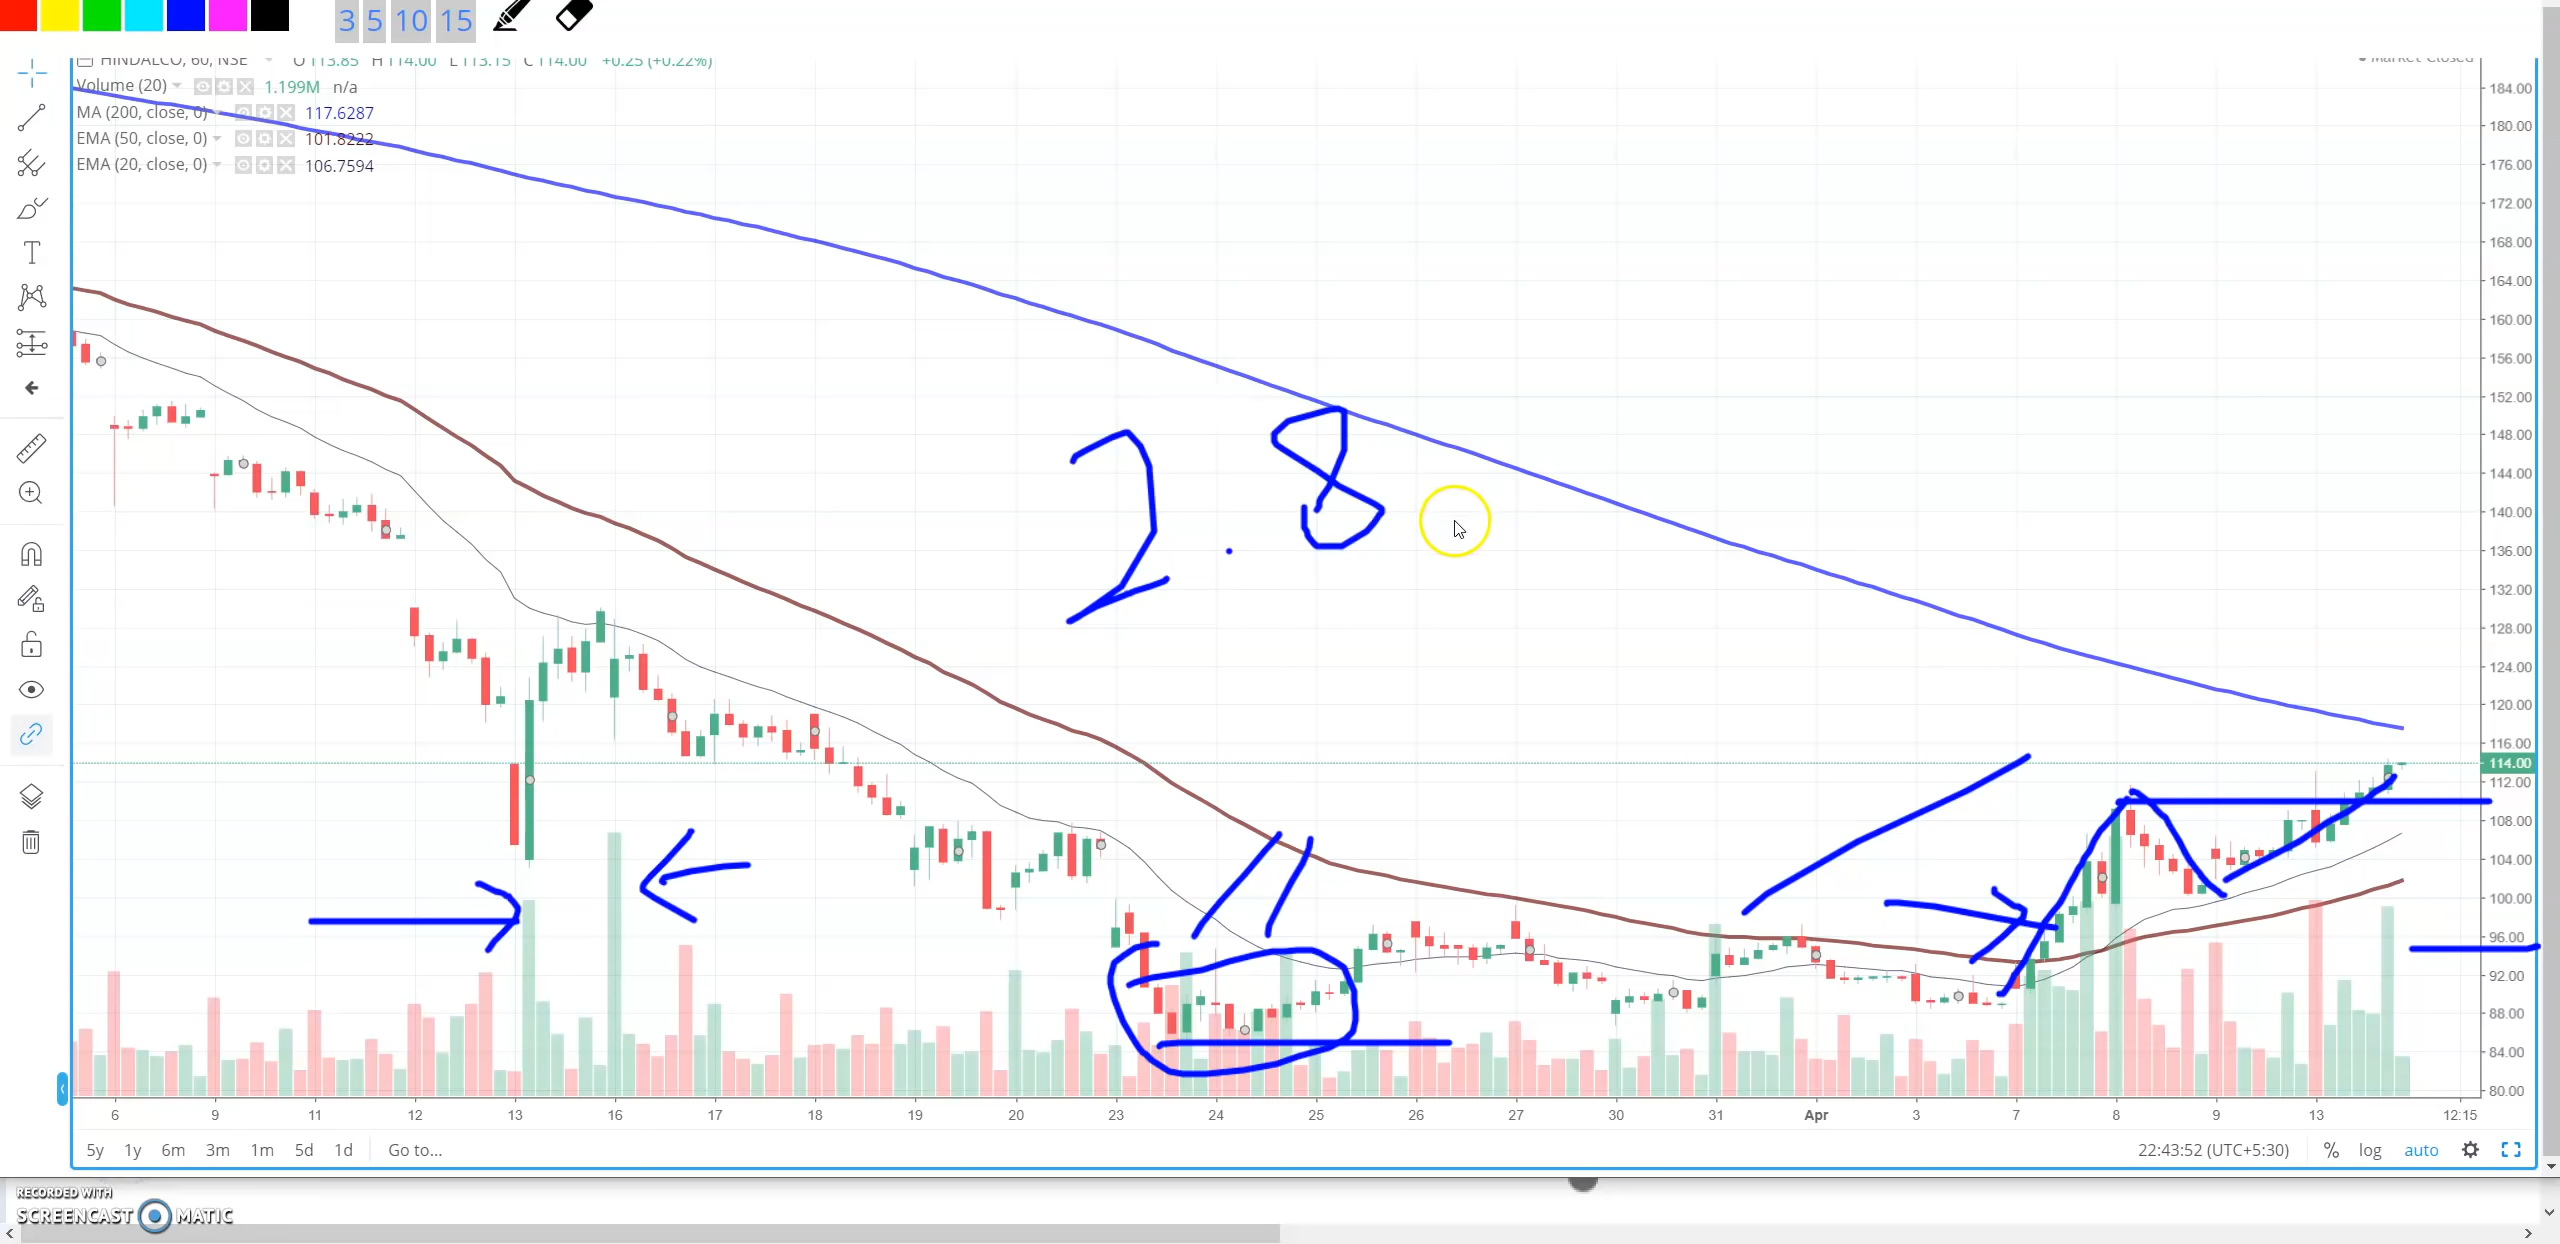 3 5 10 15
HINDALCO, 60, NSE O 113.85 H 114.00 L 113.15 C 114.00 +0.25 (+0.22%)
Market Closed
Volume (20) 1.199M n/a
MA (200, close, 0) 117.6287
EMA (50, close, 0) 101.8222
EMA (20, close, 0) 106.7594
184.00
180.00
176.00
172.00
168.00
164.00
160.00
156.00
152.00
148.00
144.00
140.00
136.00
132.00
128.00
124.00
120.00
116.00
114.00
112.00
108.00
104.00
100.00
96.00
92.00
88.00
84.00
80.00
2.8
6 9 11 12 13 16 17 18 19 20 23 24 25 26 27 30 31 Apr 3 7 8 9 13 12:15
5y 1y 6m 3m 1m 5d 1d Go to... 22:43:52 (UTC+5:30) % log auto
RECORDED WITH
SCREENCAST MATIC